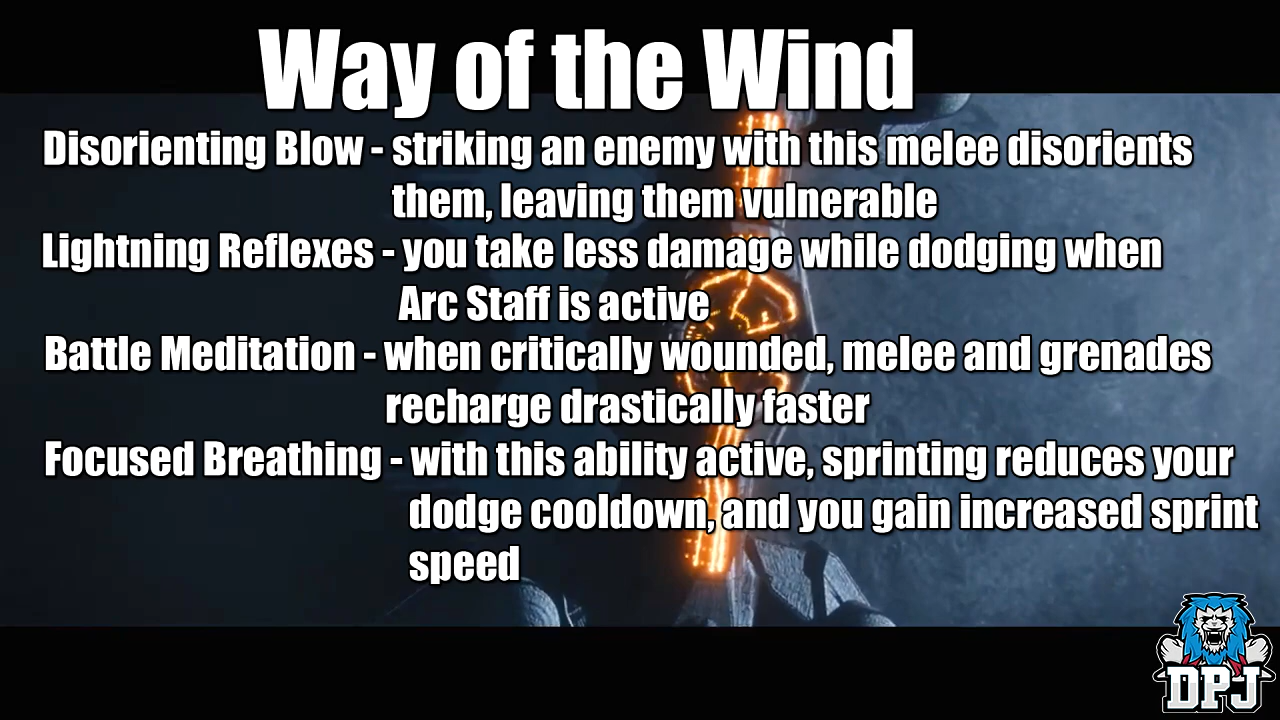 Way of the Wind
Disorienting Blow - striking an enemy with this melee disorients
them, leaving them vulnerable
Lightning Reflexes - you take less damage while dodging when
Arc Staff is active
Battle Meditation - when critically wounded, melee and grenades
recharge drastically faster
Focused Breathing - with this ability active, sprinting reduces your
dodge cooldown, and you gain increased sprint
speed
DPJ